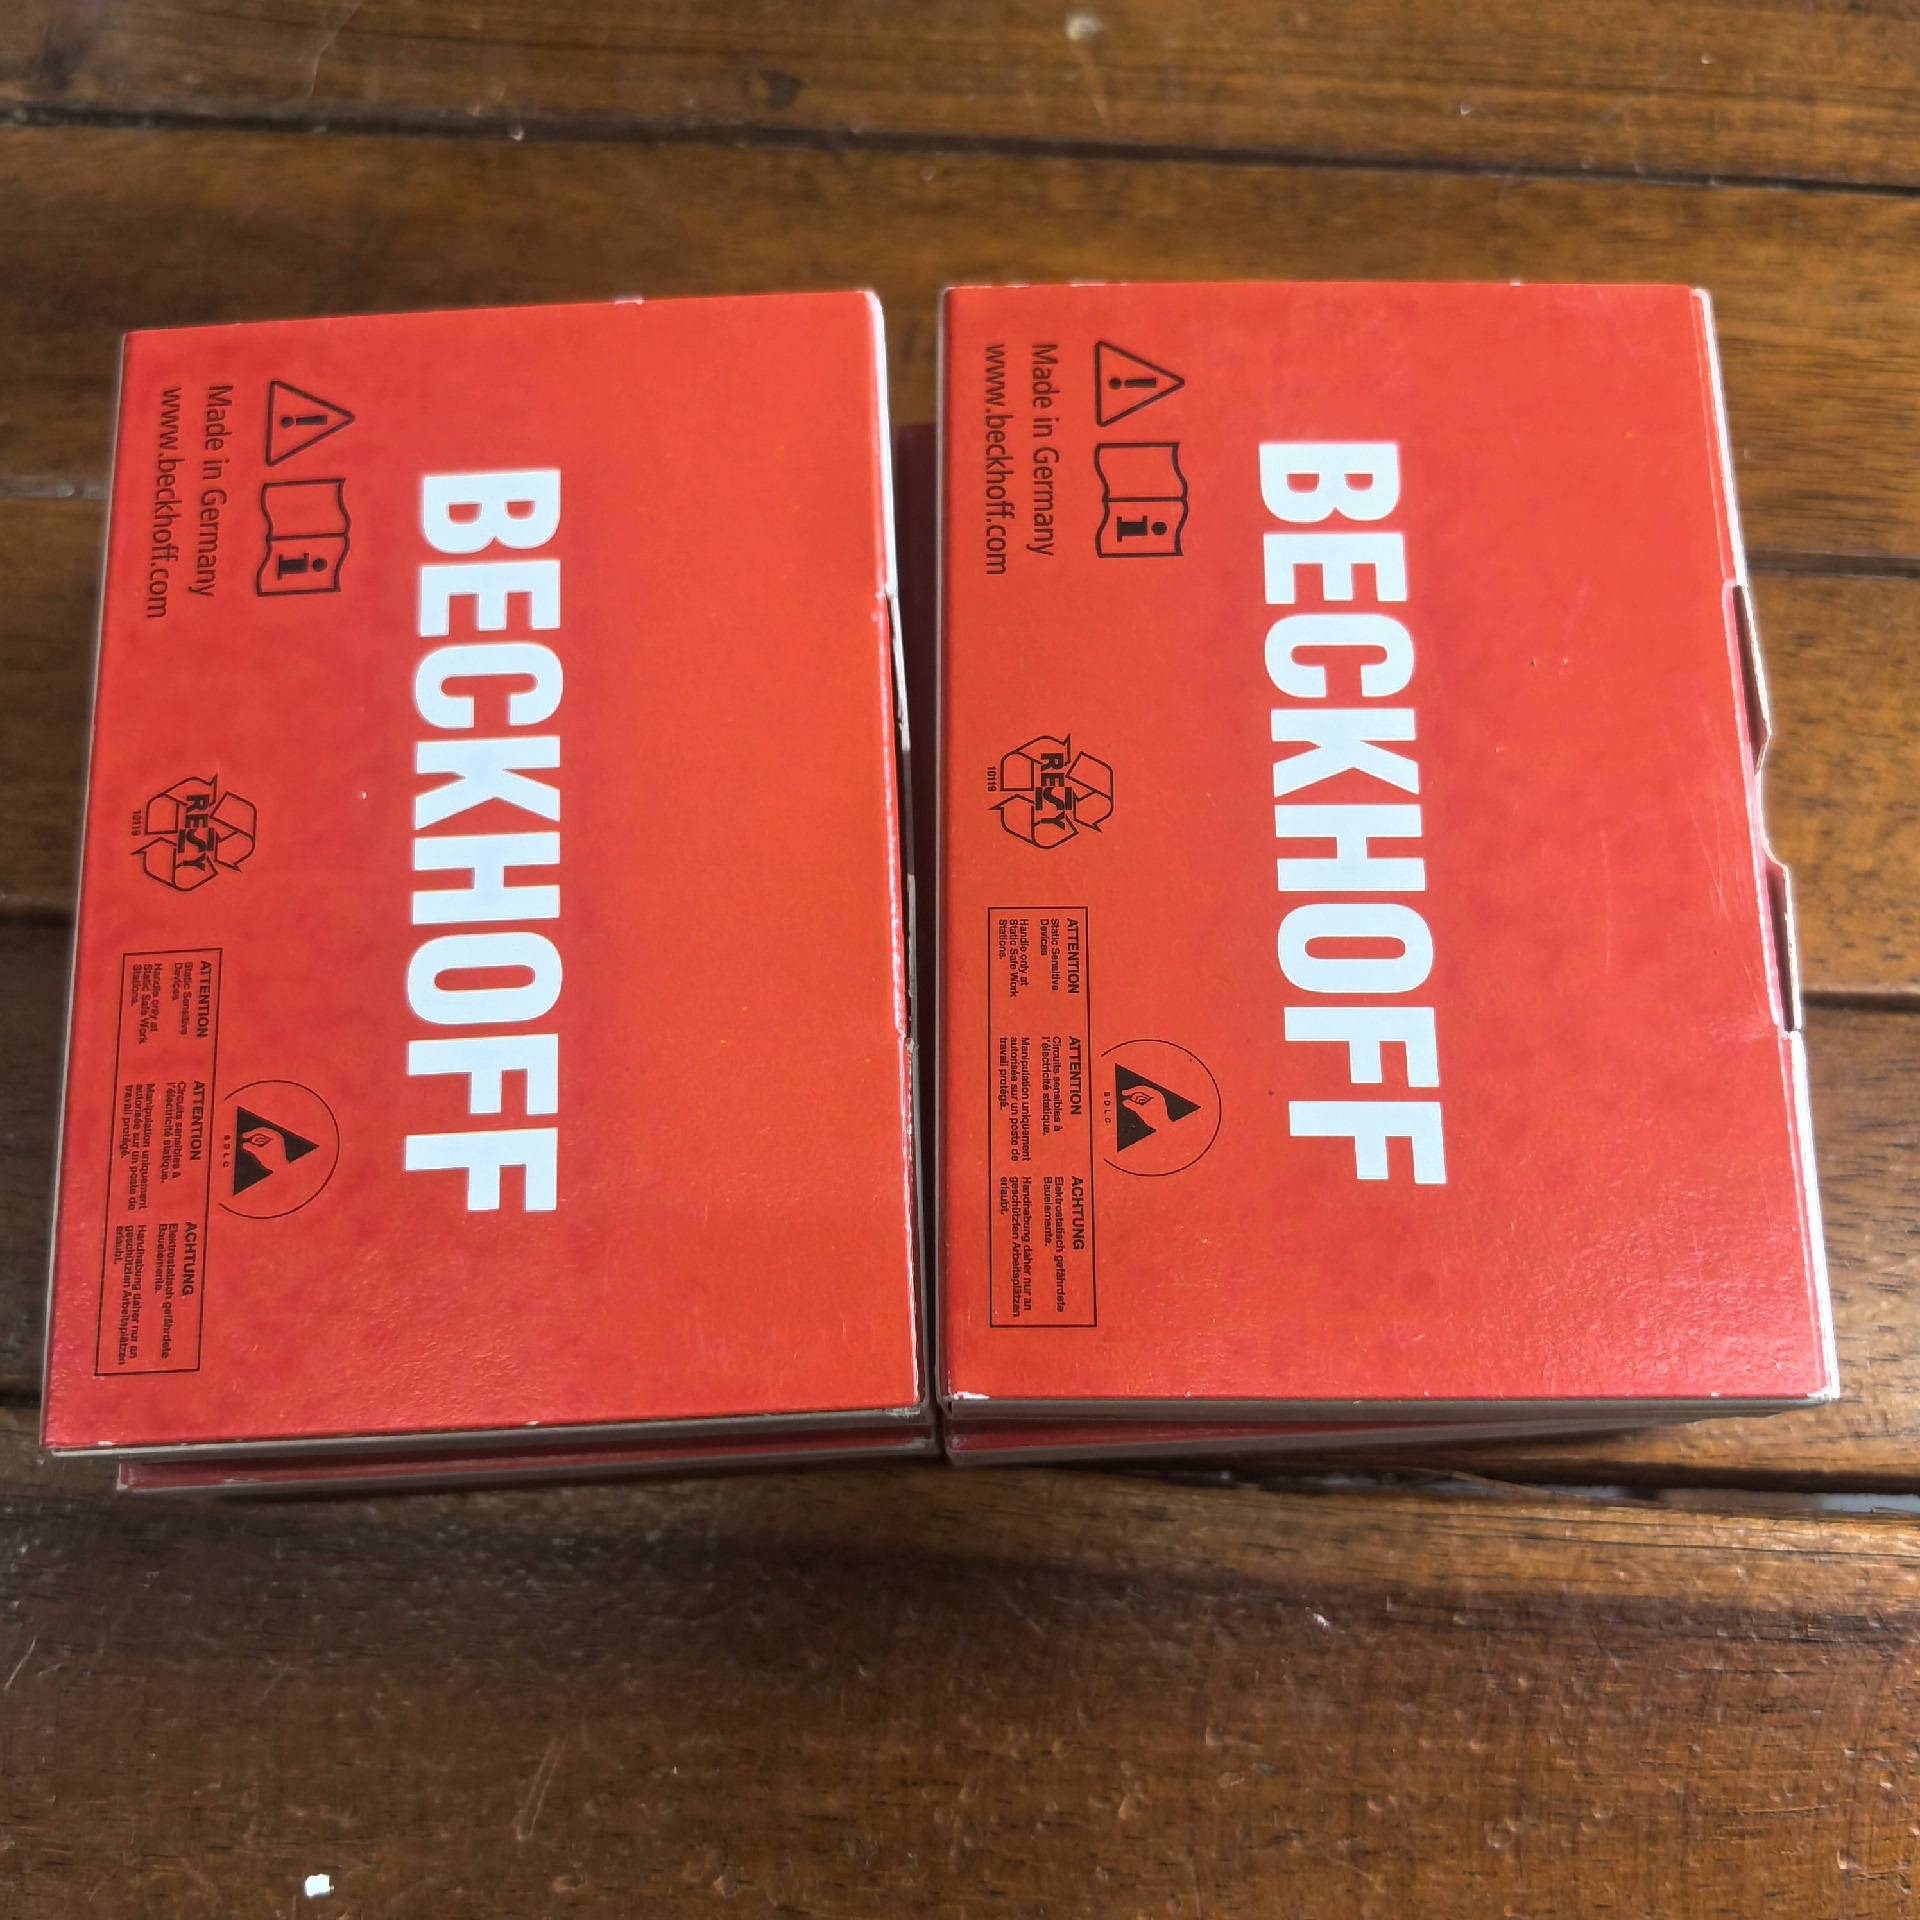 BECKHOFF
Made in Germany
www.beckhoff.com
RESY
10119
ATTENTION
Static Sensitive
Devices
Handle only at
Static Safe Work
Stations.
ATTENTION
Circuits sensibles à
l'électricité statique.
Manipulation uniquement
autorisée sur un poste de
travail protégé.
ACHTUNG
Elektrostatisch gefährdete
Bauelemente.
Handhabung daher nur an
geschützten Arbeitsplätzen
erlaubt.
BECKHOFF
Made in Germany
www.beckhoff.com
RESY
10119
ATTENTION
Static Sensitive
Devices
Handle only at
Static Safe Work
Stations.
ATTENTION
Circuits sensibles à
l'électricité statique.
Manipulation uniquement
autorisée sur un poste de
travail protégé.
ACHTUNG
Elektrostatisch gefährdete
Bauelemente.
Handhabung daher nur an
geschützten Arbeitsplätzen
erlaubt.